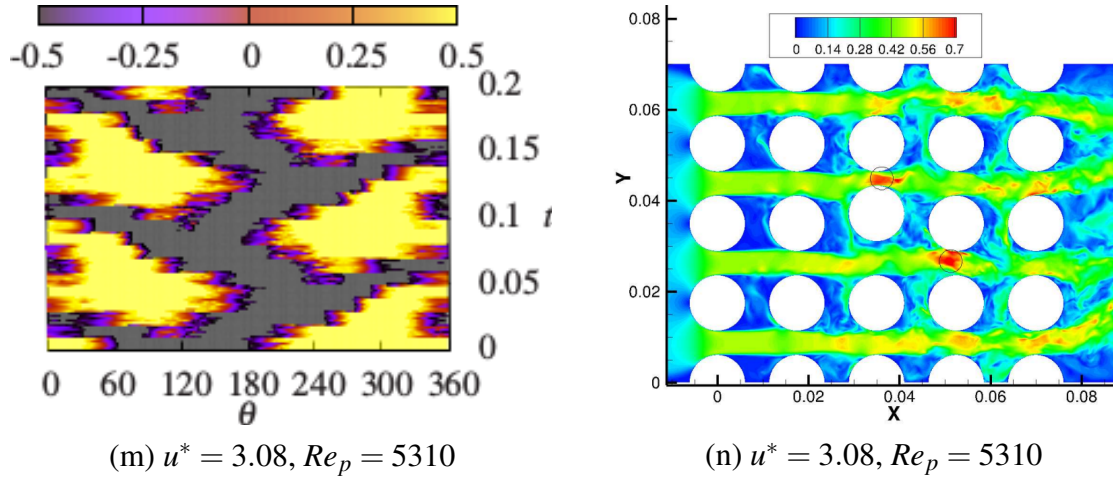 -0.5 -0.25 0 0.25 0.5
0.2
0.15
0.1 t
0.05
0
0 60 120 180 240 300 360
θ
(m) u* = 3.08, Re_p = 5310
0.08
0 0.14 0.28 0.42 0.56 0.7
0.06
Y
0.04
0.02
0
0 0.02 0.04 0.06 0.08
X
(n) u* = 3.08, Re_p = 5310